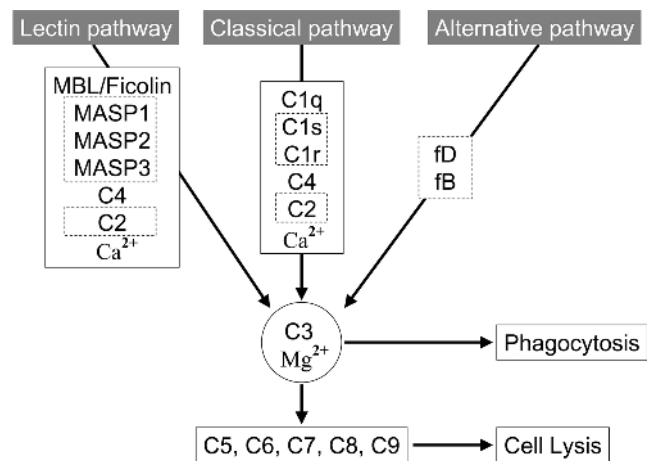 Lectin pathway
Classical pathway
Alternative pathway
MBL/Ficolin
MASP1
MASP2
MASP3
C4
C2
Ca²⁺
C1q
C1s
C1r
C4
C2
Ca²⁺
fD
fB
C3
Mg²⁺
Phagocytosis
C5, C6, C7, C8, C9
Cell Lysis